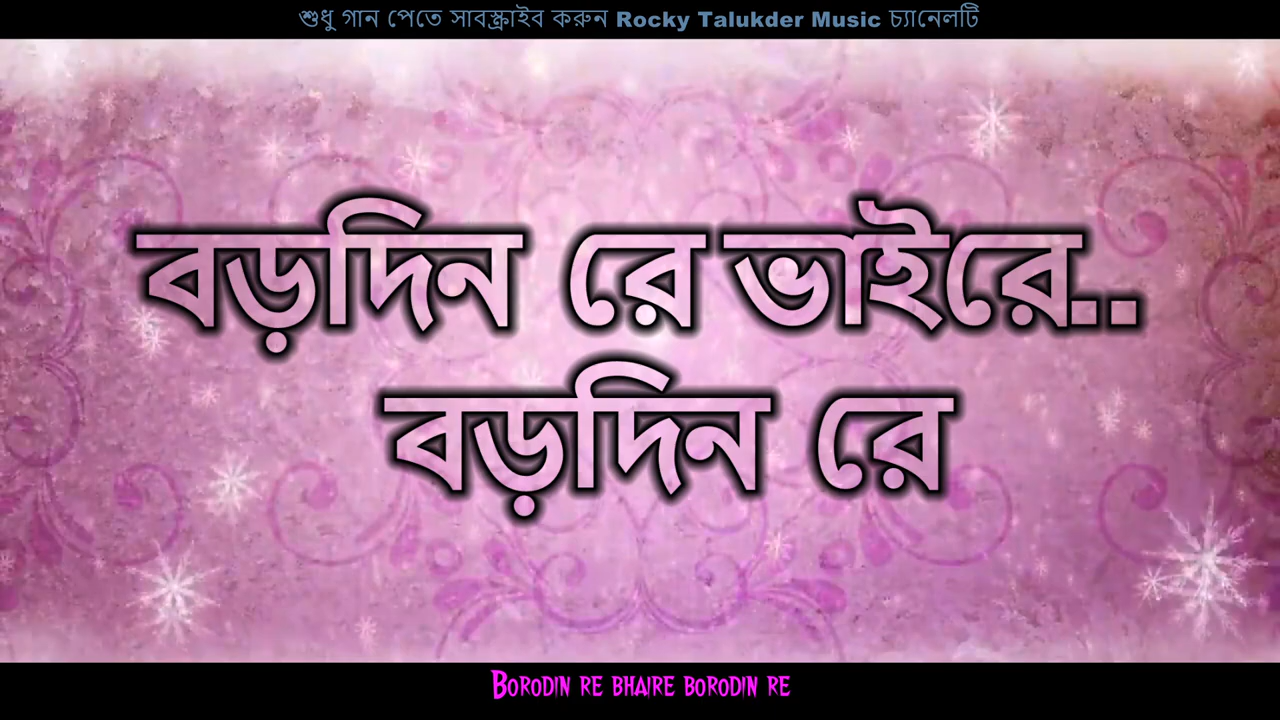 শুধু গান পেতে সাবস্ক্রাইব করুন Rocky Talukder Music চ্যানেলটি
বড়দিন রে ভাইরে..
বড়দিন রে
Borodin re bhaire borodin re